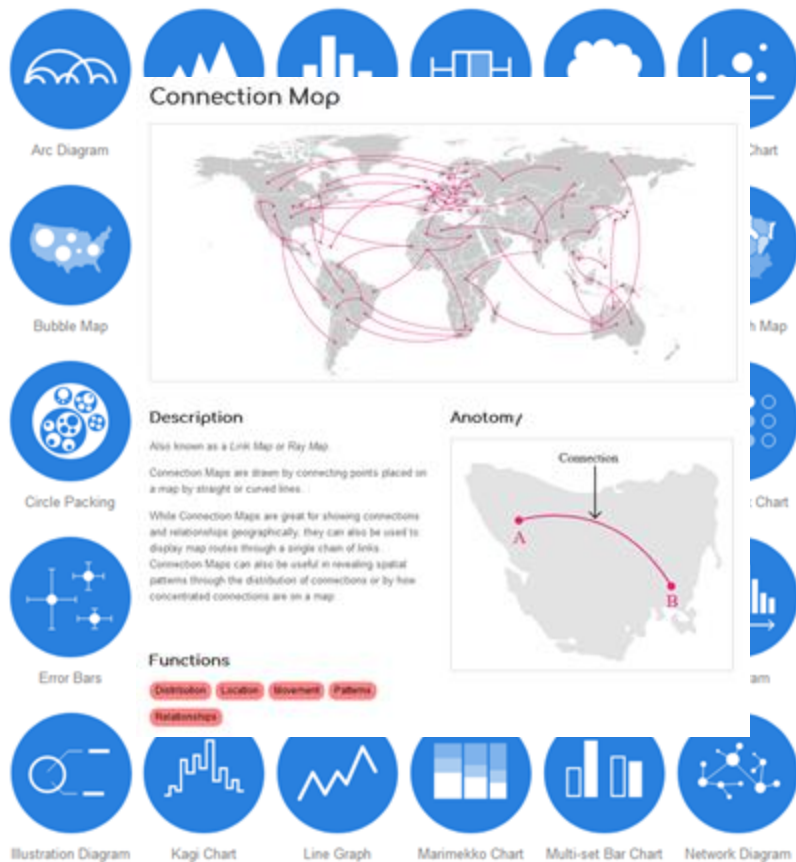 Connection Map
Arc Diagram
Chart
Bubble Map
h Map
Description
Anatomy
Also known as a Link Map or Ray Map.
Connection
Connection Maps are drawn by connecting points placed on
a map by straight or curved lines.
Circle Packing
Chart
While Connection Maps are great for showing connections
and relationships geographically, they can also be used to
display map routes through a single chain of links.
Connection Maps can also be useful in revealing spatial
patterns through the distribution of connections or by how
concentrated connections are on a map.
A
B
Functions
Error Bars
am
Distribution Location Movement Patterns
Relationships
Illustration Diagram
Kagi Chart
Line Graph
Marimekko Chart
Multi-set Bar Chart
Network Diagram